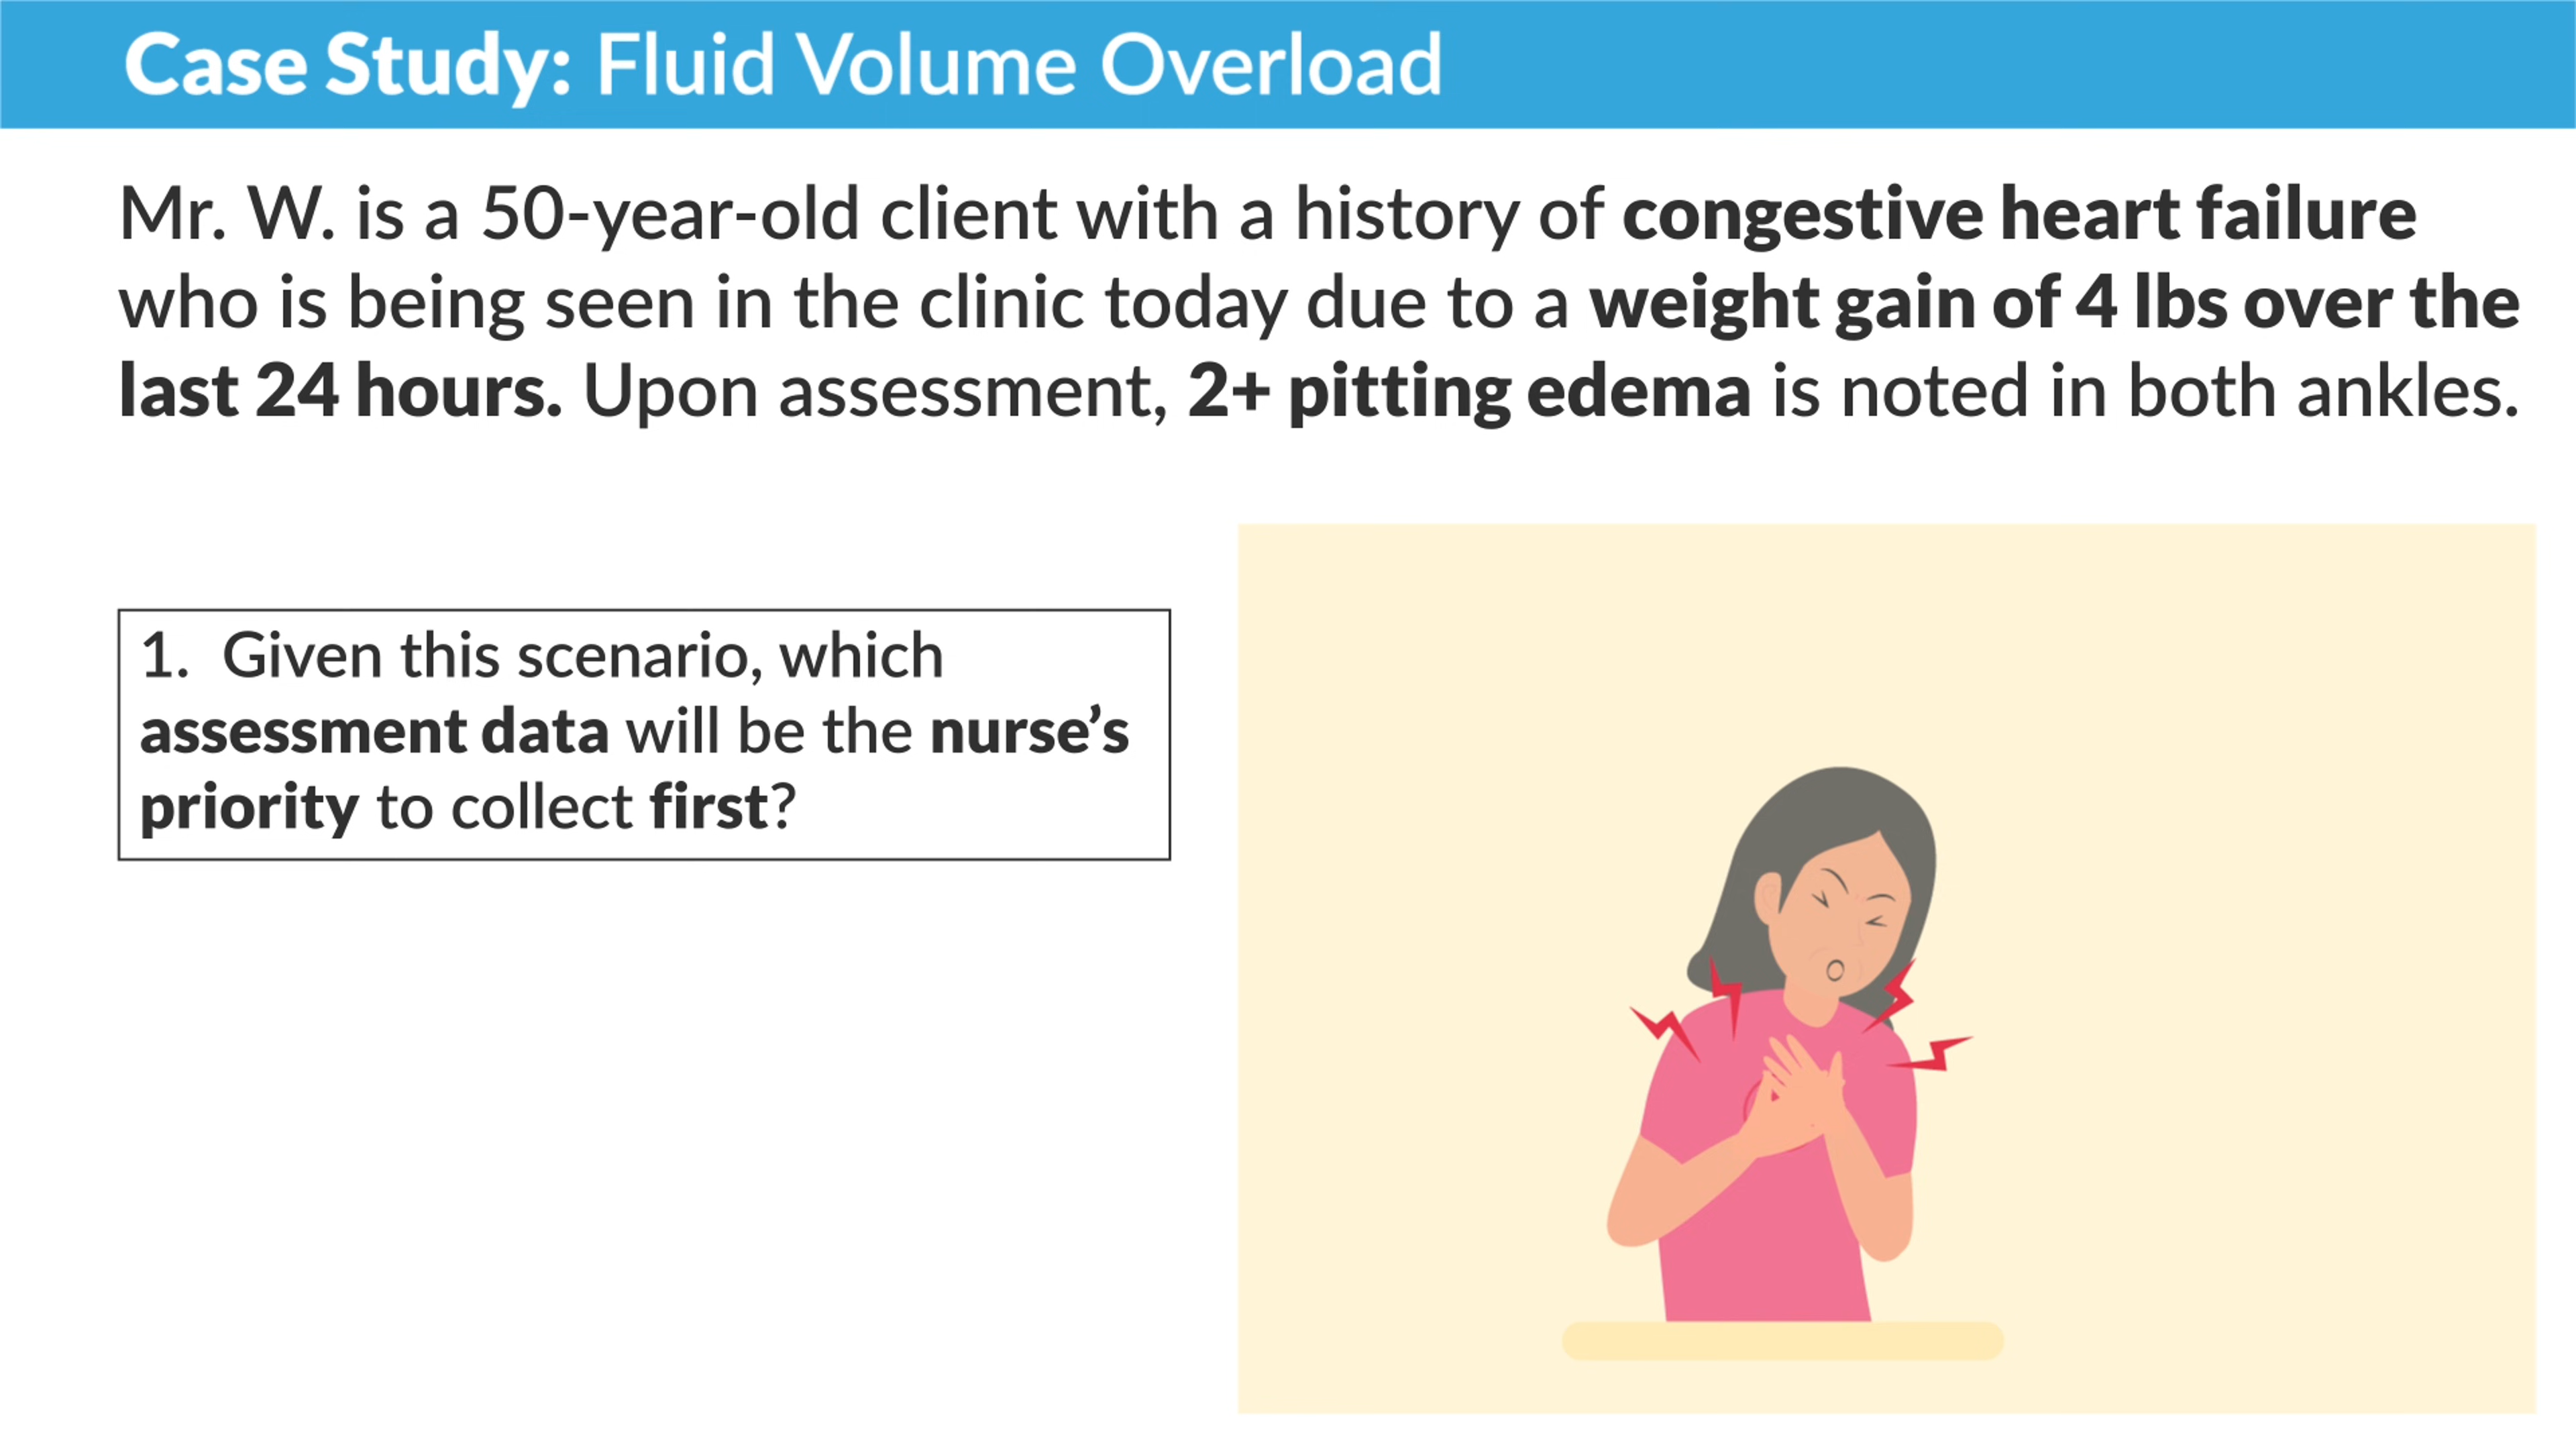 Case Study: Fluid Volume Overload
Mr. W. is a 50-year-old client with a history of congestive heart failure
who is being seen in the clinic today due to a weight gain of 4 lbs over the
last 24 hours. Upon assessment, 2+ pitting edema is noted in both ankles.
1. Given this scenario, which
assessment data will be the nurse’s
priority to collect first?